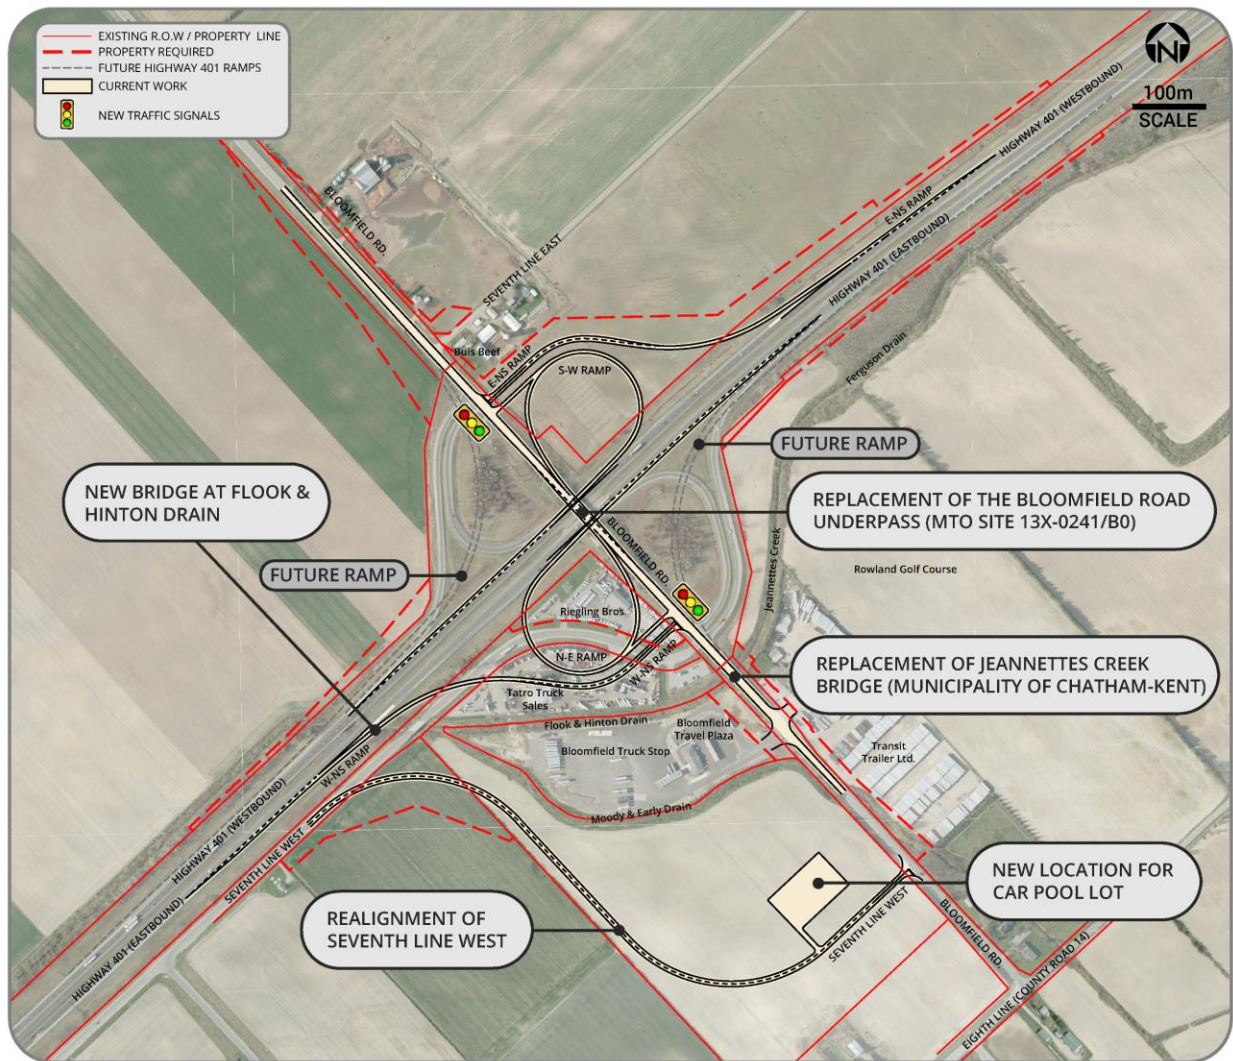 EXISTING R.O.W / PROPERTY LINE
PROPERTY REQUIRED
FUTURE HIGHWAY 401 RAMPS
CURRENT WORK
NEW TRAFFIC SIGNALS
N
100m
SCALE
HIGHWAY 401 (WESTBOUND)
E-NS RAMP
HIGHWAY 401 (EASTBOUND)
BLOOMFIELD RD.
SEVENTH LINE EAST
Buis Beef
E-NS RAMP
S-W RAMP
Ferguson Drain
FUTURE RAMP
NEW BRIDGE AT FLOOK &
HINTON DRAIN
REPLACEMENT OF THE BLOOMFIELD ROAD
UNDERPASS (MTO SITE 13X-0241/B0)
BLOOMFIELD RD.
FUTURE RAMP
Jeannettes Creek
Rowland Golf Course
Riegling Bros.
N-E RAMP
W-NS RAMP
REPLACEMENT OF JEANNETTES CREEK
BRIDGE (MUNICIPALITY OF CHATHAM-KENT)
Tatro Truck
Sales
Flook & Hinton Drain
Bloomfield
Travel Plaza
Bloomfield Truck Stop
Transit
Trailer Ltd.
W-NS RAMP
Moody & Early Drain
HIGHWAY 401 (WESTBOUND)
SEVENTH LINE WEST
HIGHWAY 401 (EASTBOUND)
NEW LOCATION FOR
CAR POOL LOT
REALIGNMENT OF
SEVENTH LINE WEST
SEVENTH LINE WEST
BLOOMFIELD RD.
EIGHTH LINE (COUNTY ROAD 14)